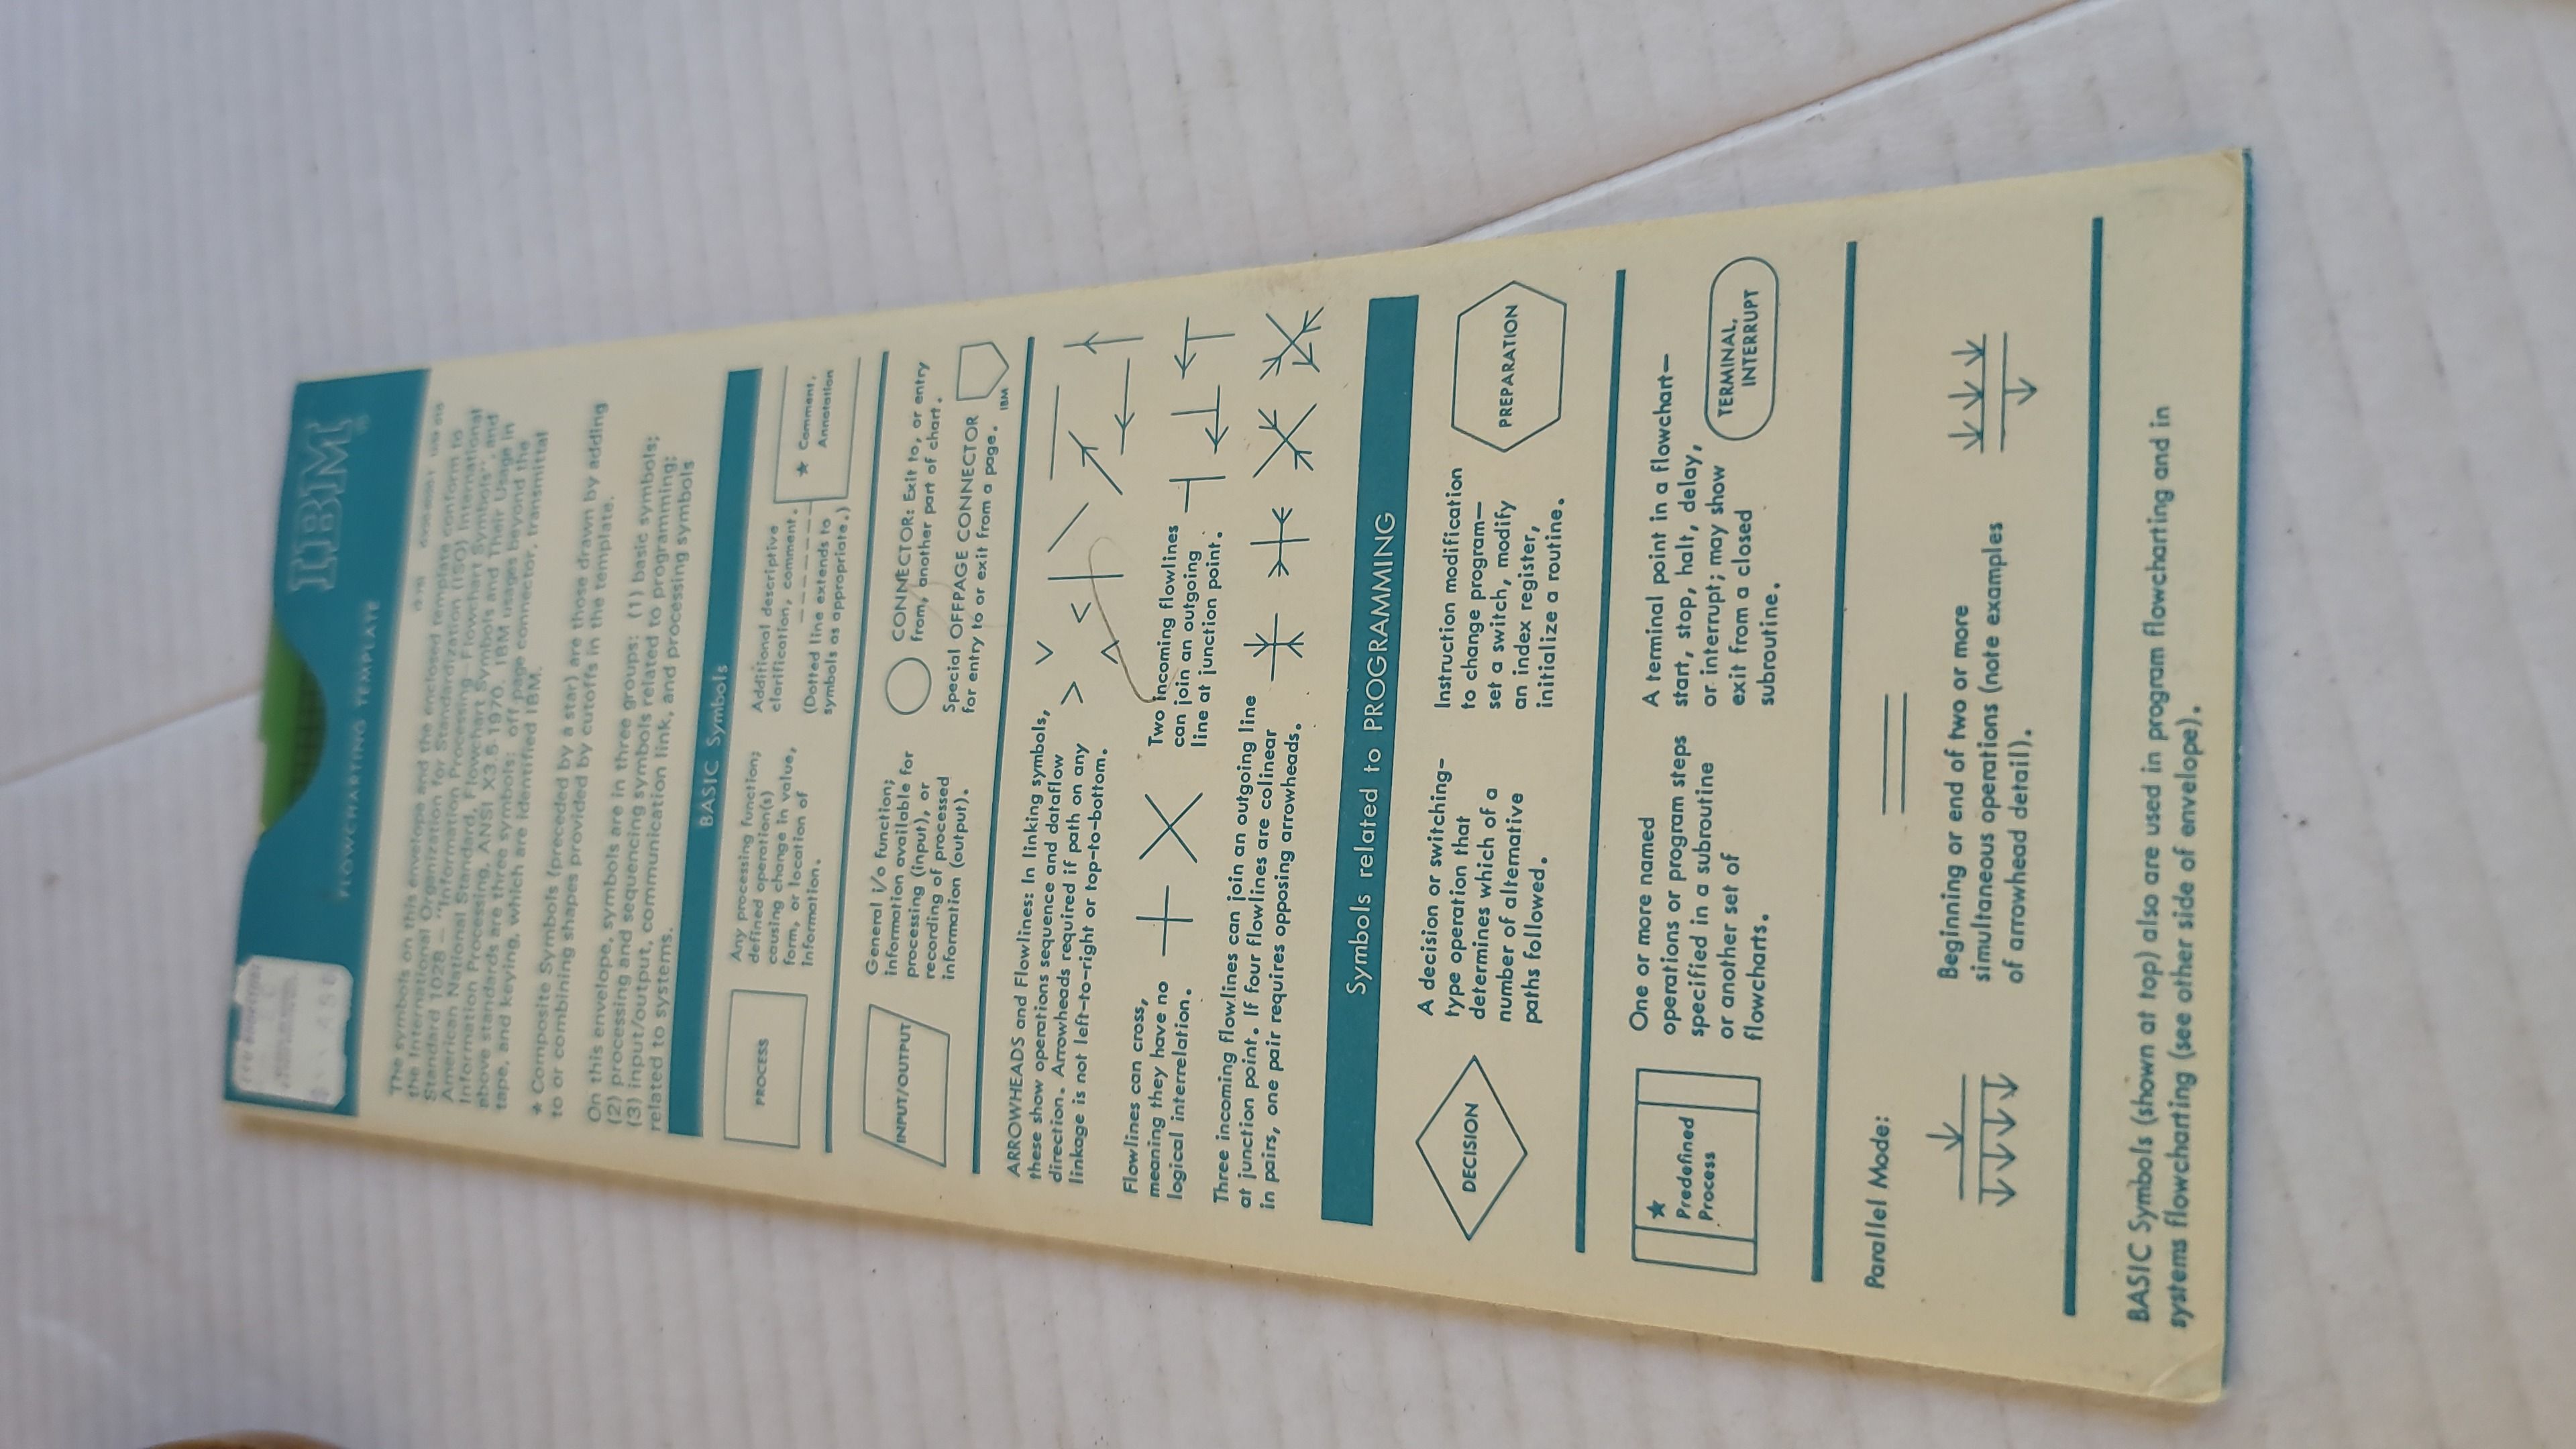 IBM
FLOWCHARTING TEMPLATE
The symbols on this envelope and the enclosed template conform to
the International Organization for Standardization (ISO) International
Standard 1028 — "Information Processing — Flowchart Symbols", and
American National Standard, Flowchart Symbols and Their Usage in
Information Processing, ANSI X3.5-1970. IBM usages beyond the
above standards are three symbols: off page connector, transmittal
tape, and keying, which are identified IBM.
* Composite Symbols (preceded by a star) are those drawn by adding
to or combining shapes provided by cutoffs in the template.
On this envelope, symbols are in three groups: (1) basic symbols;
(2) processing and sequencing symbols related to programming;
(3) input/output, communication link, and processing symbols
related to systems.
BASIC Symbols
PROCESS
Any processing function;
defined operation(s)
causing change in value,
form, or location of
information.
Additional descriptive
clarification, comment.
(Dotted line extends to
symbols as appropriate.)
★ Comment,
Annotation
INPUT/OUTPUT
General i/o function;
information available for
processing (input), or
recording of processed
information (output).
CONNECTOR: Exit to, or entry
from, another part of chart.
Special OFFPAGE CONNECTOR
for entry to or exit from a page.
IBM
ARROWHEADS and Flowlines: In linking symbols,
these show operations sequence and dataflow
direction. Arrowheads required if path on any
linkage is not left-to-right or top-to-bottom.
Flowlines can cross,
meaning they have no
logical interrelation.
Two incoming flowlines
can join an outgoing
line at junction point.
Three incoming flowlines can join an outgoing line
at junction point. If four flowlines are colinear
in pairs, one pair requires opposing arrowheads.
Symbols related to PROGRAMMING
DECISION
A decision or switching-
type operation that
determines which of a
number of alternative
paths followed.
Instruction modification
to change program—
set a switch, modify
an index register,
initialize a routine.
PREPARATION
★
Predefined
Process
One or more named
operations or program steps
specified in a subroutine
or another set of
flowcharts.
A terminal point in a flowchart—
start, stop, halt, delay,
or interrupt; may show
exit from a closed
subroutine.
TERMINAL,
INTERRUPT
Parallel Mode:
Beginning or end of two or more
simultaneous operations (note examples
of arrowhead detail).
BASIC Symbols (shown at top) also are used in program flowcharting and in
systems flowcharting (see other side of envelope).